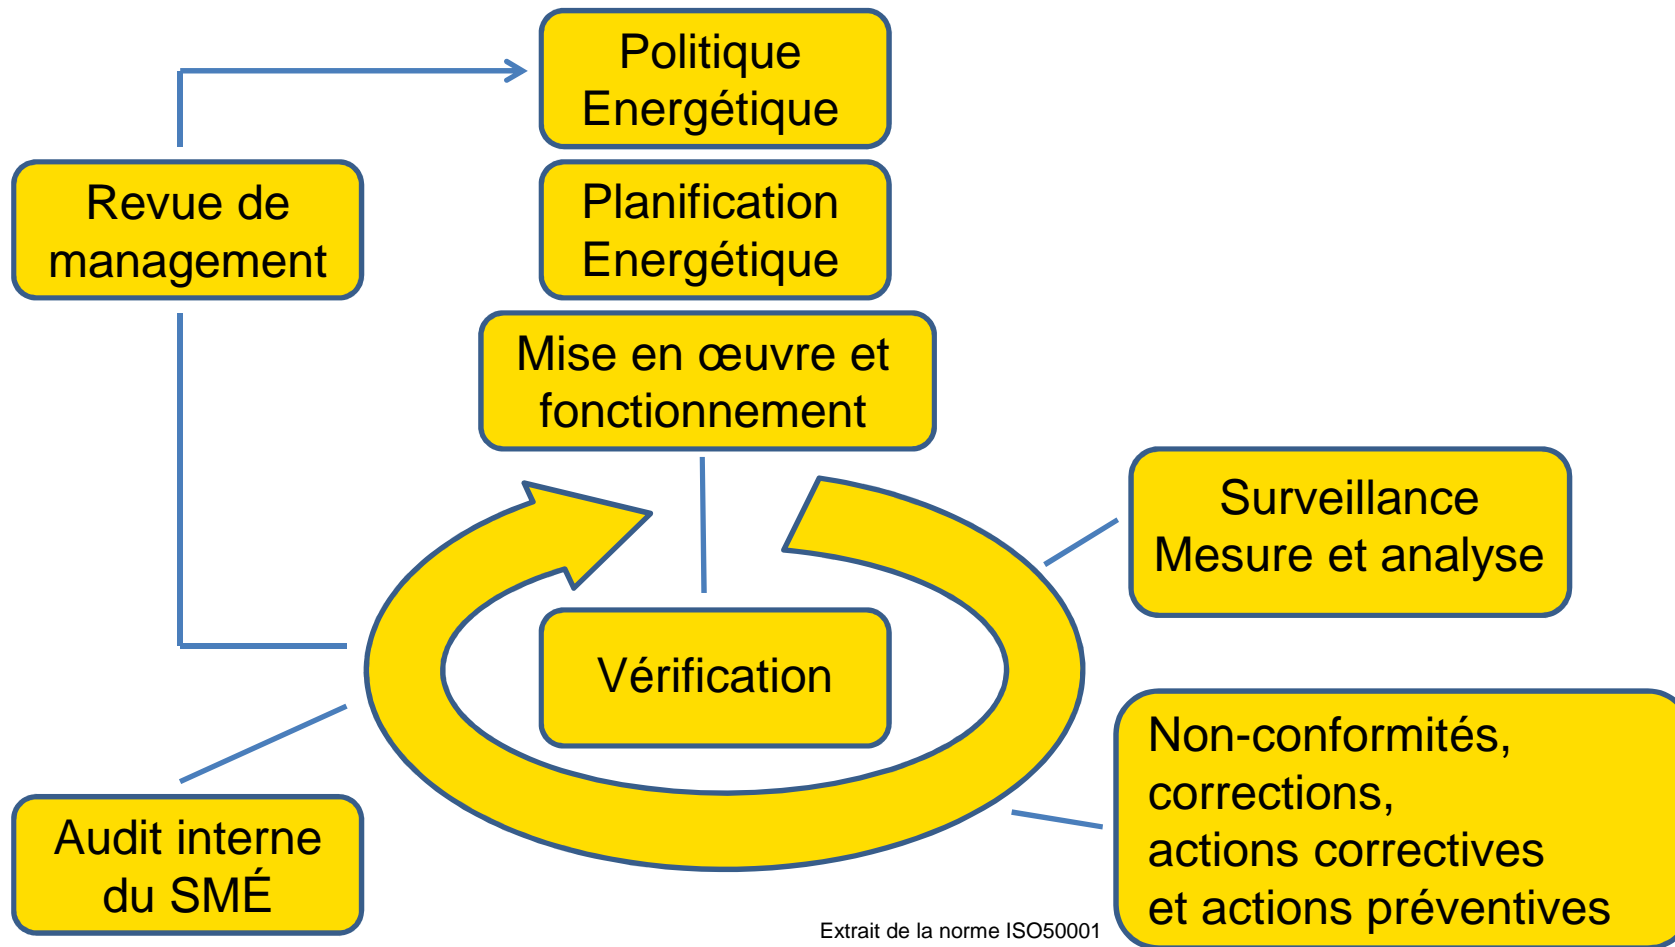 Politique
Energétique
Revue de
management
Planification
Energétique
Mise en œuvre et
fonctionnement
Surveillance
Mesure et analyse
Vérification
Non-conformités,
corrections,
actions correctives
et actions préventives
Audit interne
du SMÉ
Extrait de la norme ISO50001